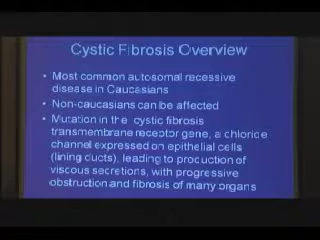 Cystic Fibrosis Overview
• Most common autosomal recessive
disease in Caucasians
• Non-caucasians can be affected
• Mutation in the cystic fibrosis
transmembrane receptor gene, a chloride
channel expressed on epithelial cells
(lining ducts), leading to production of
viscous secretions, with progressive
obstruction and fibrosis of many organs